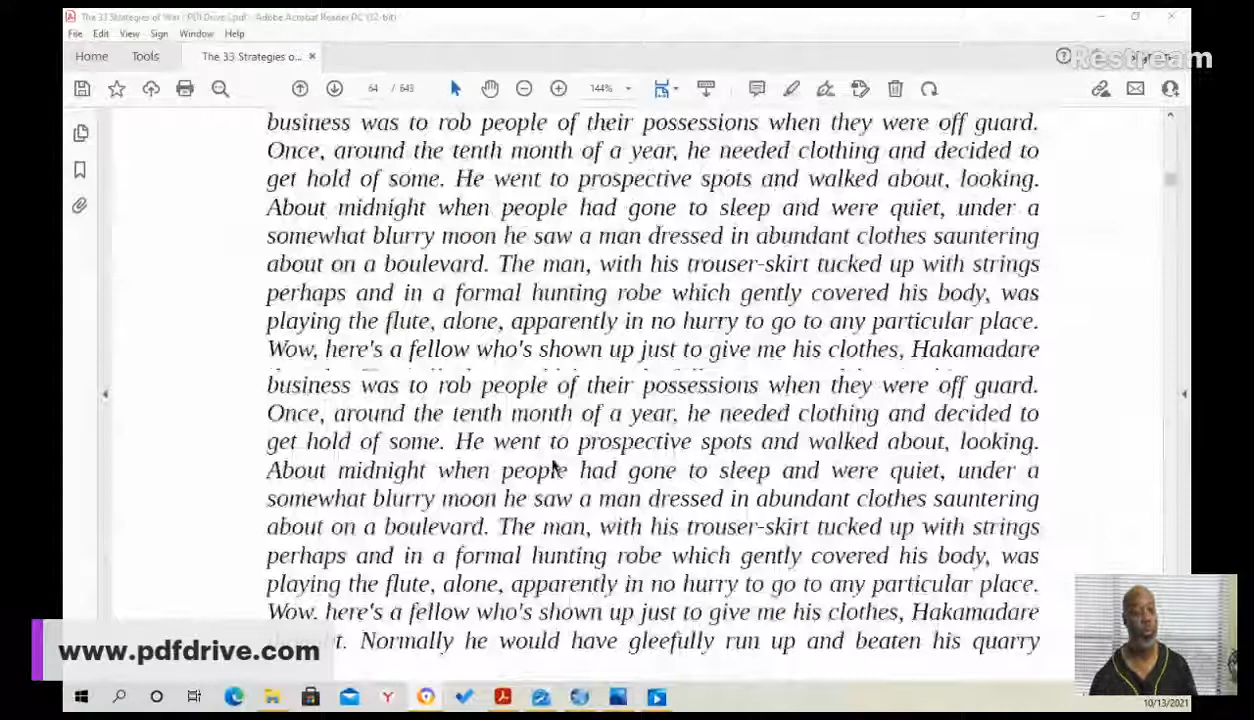 The 33 Strategies of War ( PDFDrive ).pdf - Adobe Acrobat Reader DC (32-bit)
File Edit View Sign Window Help
Home Tools The 33 Strategies o... ×
Restream
64 / 643 144%
business was to rob people of their possessions when they were off guard.
Once, around the tenth month of a year, he needed clothing and decided to
get hold of some. He went to prospective spots and walked about, looking.
About midnight when people had gone to sleep and were quiet, under a
somewhat blurry moon he saw a man dressed in abundant clothes sauntering
about on a boulevard. The man, with his trouser-skirt tucked up with strings
perhaps and in a formal hunting robe which gently covered his body, was
playing the flute, alone, apparently in no hurry to go to any particular place.
Wow, here's a fellow who's shown up just to give me his clothes, Hakamadare
business was to rob people of their possessions when they were off guard.
Once, around the tenth month of a year, he needed clothing and decided to
get hold of some. He went to prospective spots and walked about, looking.
About midnight when people had gone to sleep and were quiet, under a
somewhat blurry moon he saw a man dressed in abundant clothes sauntering
about on a boulevard. The man, with his trouser-skirt tucked up with strings
perhaps and in a formal hunting robe which gently covered his body, was
playing the flute, alone, apparently in no hurry to go to any particular place.
Wow, here's a fellow who's shown up just to give me his clothes, Hakamadare
Normally he would have gleefully run up and beaten his quarry
www.pdfdrive.com
10/13/2021